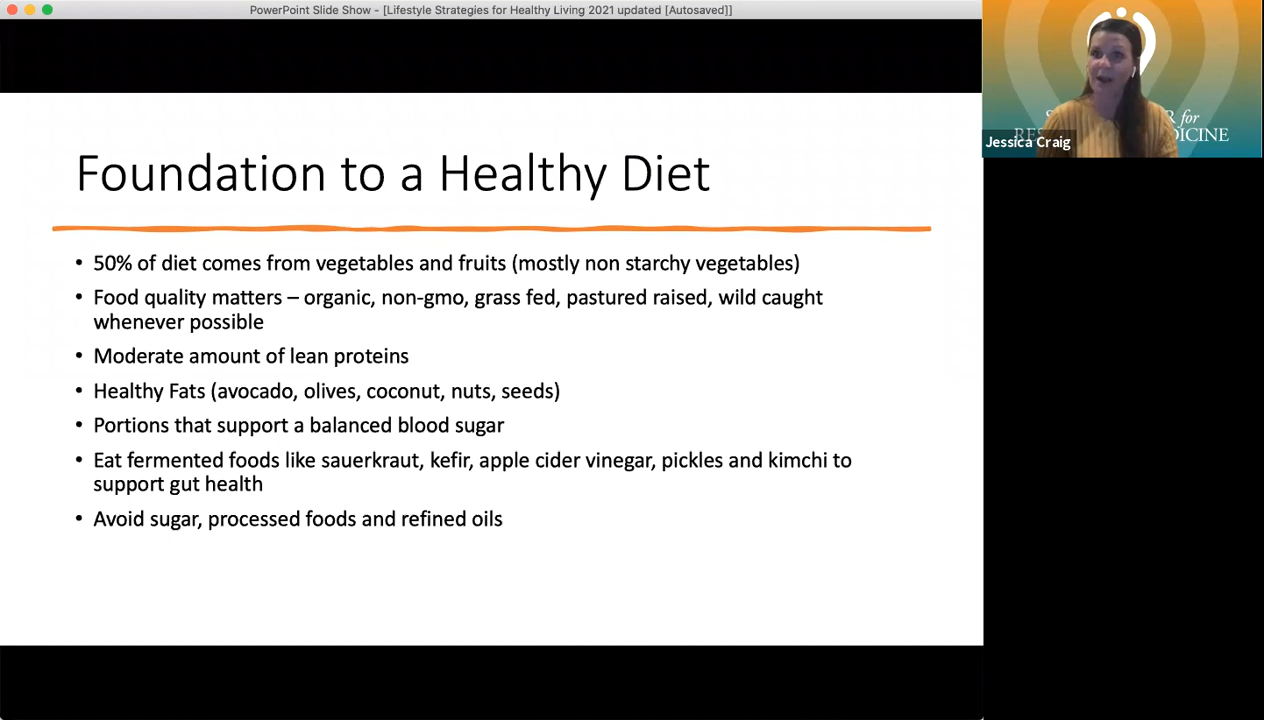 PowerPoint Slide Show - [Lifestyle Strategies for Healthy Living 2021 updated [Autosaved]]
Foundation to a Healthy Diet
• 50% of diet comes from vegetables and fruits (mostly non starchy vegetables)
• Food quality matters – organic, non-gmo, grass fed, pastured raised, wild caught
whenever possible
• Moderate amount of lean proteins
• Healthy Fats (avocado, olives, coconut, nuts, seeds)
• Portions that support a balanced blood sugar
• Eat fermented foods like sauerkraut, kefir, apple cider vinegar, pickles and kimchi to
support gut health
• Avoid sugar, processed foods and refined oils
for
Jessica Craig